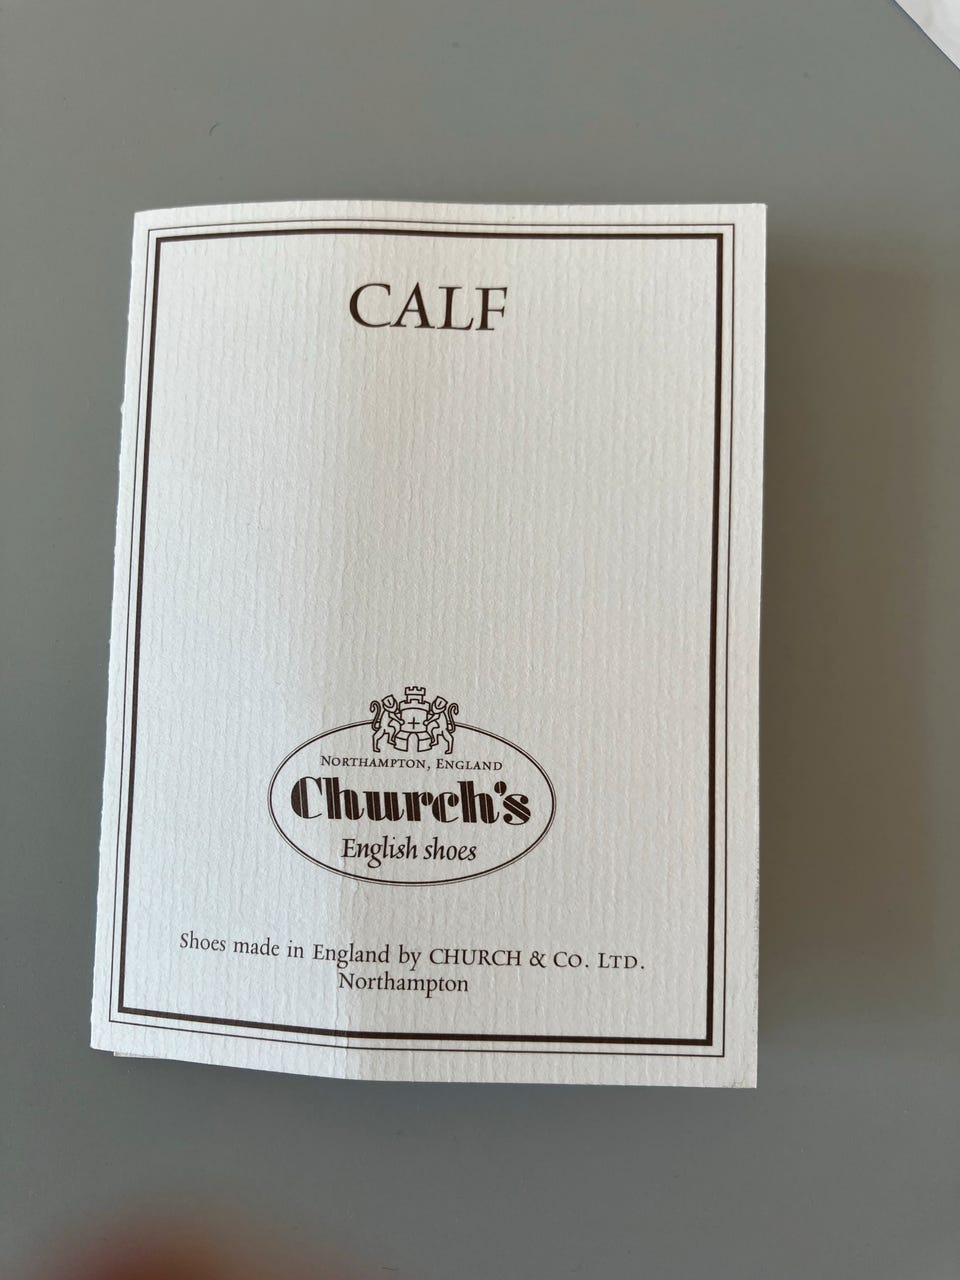 CALF
NORTHAMPTON, ENGLAND
Church's
English shoes
Shoes made in England by CHURCH & Co. LTD.
Northampton